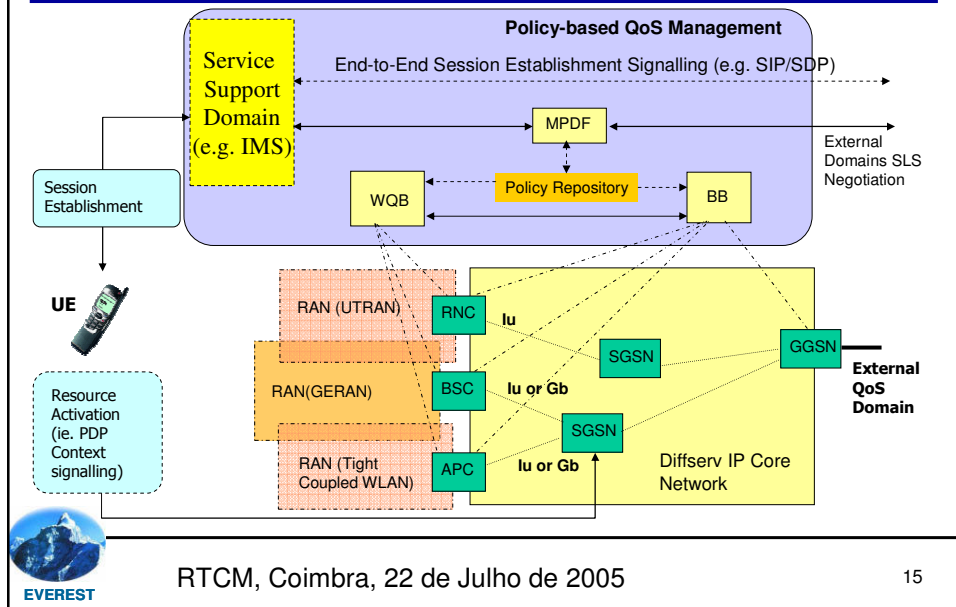 Policy-based QoS Management
Service
Support
Domain
(e.g. IMS)
End-to-End Session Establishment Signalling (e.g. SIP/SDP)
MPDF
External
Domains SLS
Negotiation
Session
Establishment
Policy Repository
WQB
BB
UE
RAN (UTRAN)
RNC
Iu
SGSN
GGSN
External
QoS
Domain
RAN(GERAN)
BSC
Iu or Gb
Resource
Activation
(ie. PDP
Context
signalling)
SGSN
RAN (Tight
Coupled WLAN)
APC
Iu or Gb
Diffserv IP Core
Network
EVEREST
RTCM, Coimbra, 22 de Julho de 2005
15